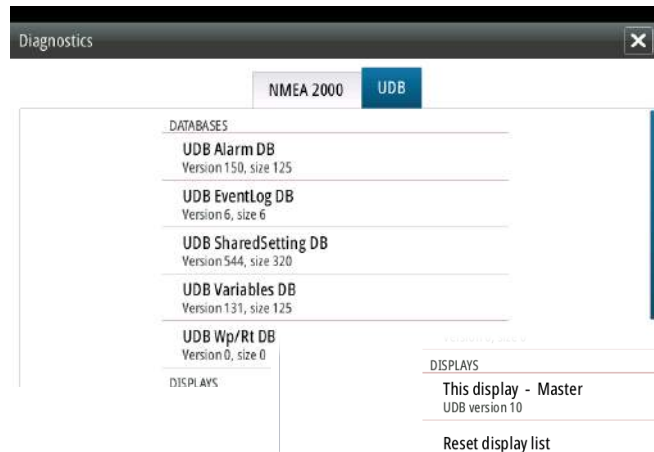 Diagnostics
NMEA 2000
UDB
DATABASES
UDB Alarm DB
Version 150, size 125
UDB EventLog DB
Version 6, size 6
UDB SharedSetting DB
Version 544, size 320
UDB Variables DB
Version 131, size 125
UDB Wp/Rt DB
Version 0, size 0
DISPLAYS
DISPLAYS
This display - Master
UDB version 10
Reset display list